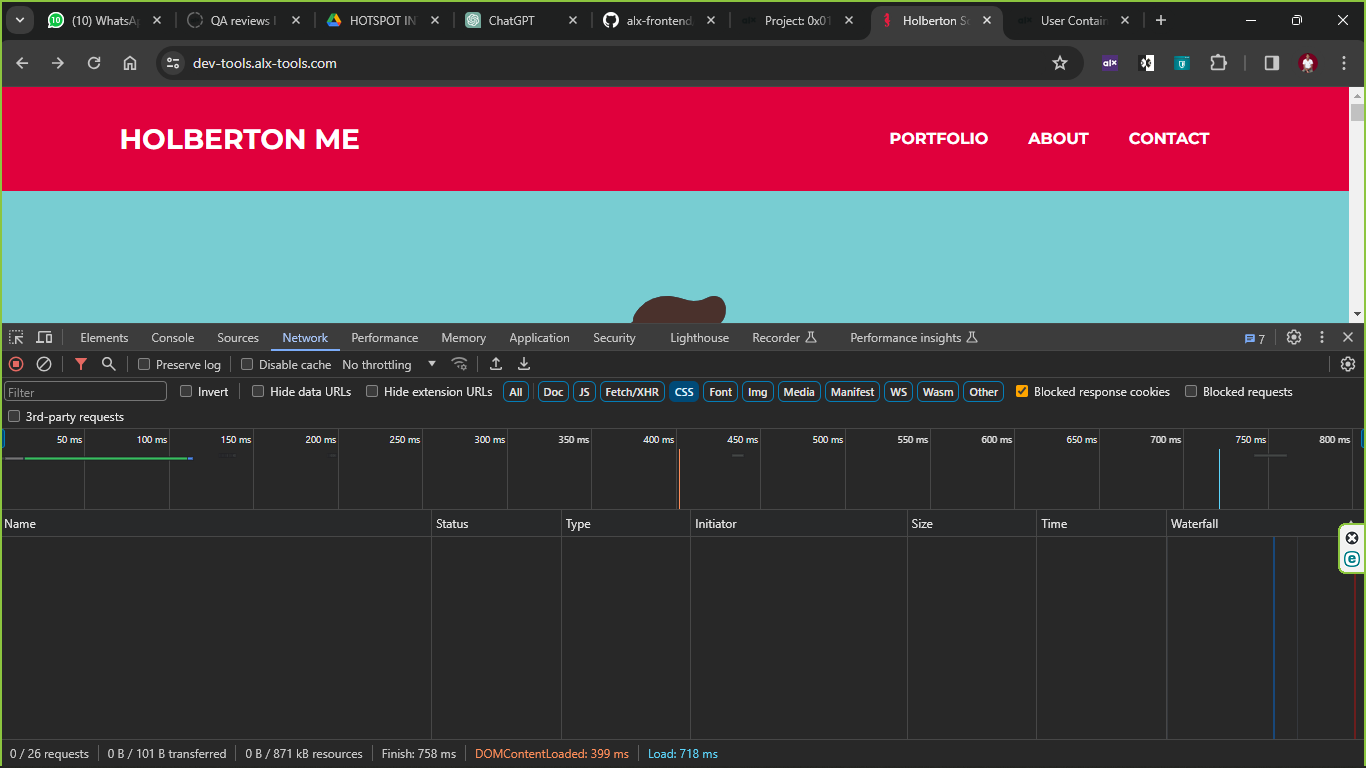 (10) WhatsA
QA reviews
HOTSPOT IN
ChatGPT
alx-frontend
Project: 0x01
Holberton Sc
User Contain
dev-tools.alx-tools.com
alx
HOLBERTON ME
PORTFOLIO ABOUT CONTACT
Elements Console Sources Network Performance Memory Application Security Lighthouse Recorder Performance insights 7
Preserve log Disable cache No throttling
Filter Invert Hide data URLs Hide extension URLs All Doc JS Fetch/XHR CSS Font Img Media Manifest WS Wasm Other Blocked response cookies Blocked requests
3rd-party requests
50 ms 100 ms 150 ms 200 ms 250 ms 300 ms 350 ms 400 ms 450 ms 500 ms 550 ms 600 ms 650 ms 700 ms 750 ms 800 ms
Name Status Type Initiator Size Time Waterfall
0 / 26 requests 0 B / 101 B transferred 0 B / 871 kB resources Finish: 758 ms DOMContentLoaded: 399 ms Load: 718 ms